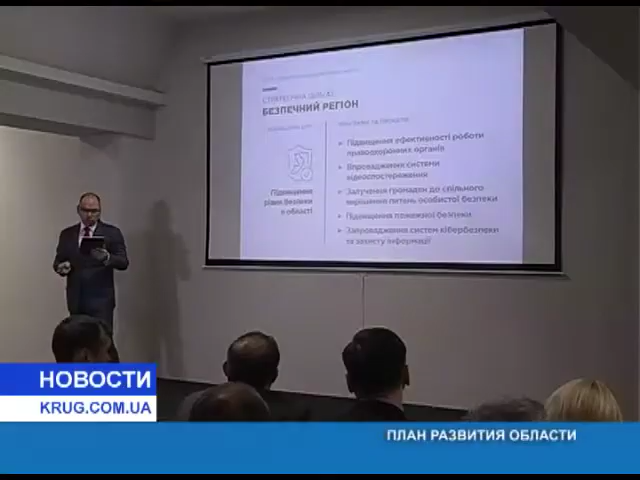 БЕЗПЕЧНИЙ РЕГІОН
Підвищення ефективності роботи
правоохоронних органів
Впровадження системи
відеоспостереження
Підвищення
рівня безпеки
в області
Залучення громадян до спільного
вирішення питань особистої безпеки
Підвищення пожежної безпеки
Запровадження систем кібербезпеки
та захисту інформації
НОВОСТИ
KRUG.COM.UA
ПЛАН РАЗВИТИЯ ОБЛАСТИ